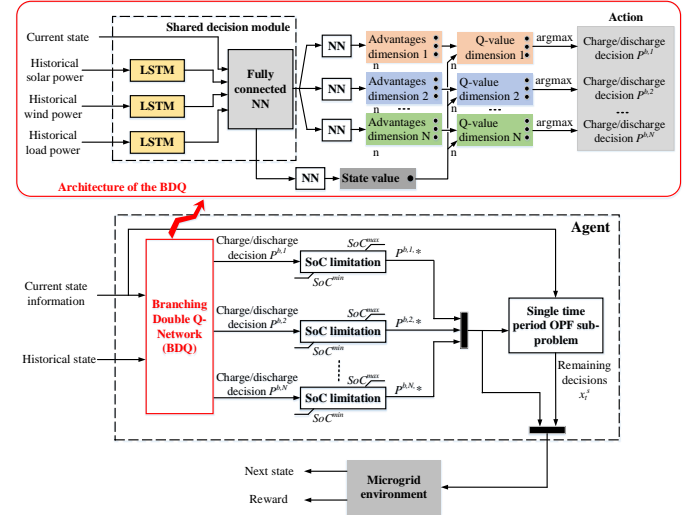 Shared decision module
Current state
Historical
solar power
Historical
wind power
Historical
load power
LSTM
LSTM
LSTM
Fully
connected
NN
NN
NN
NN
NN
Advantages
dimension 1
n
Advantages
dimension 2
n
...
Advantages
dimension N
n
State value
Q-value
dimension 1
n
Q-value
dimension 2
n
...
Q-value
dimension N
n
argmax
argmax
argmax
Action
Charge/discharge
decision P^{b,1}
Charge/discharge
decision P^{b,2}
...
Charge/discharge
decision P^{b,N}
Architecture of the BDQ
Agent
Current state
information
Historical state
Branching
Double Q-
Network
(BDQ)
Charge/discharge
decision P^{b,1}
SoC^{max}
SoC limitation
SoC^{min}
P^{b,1,}*
Charge/discharge
decision P^{b,2}
SoC^{max}
SoC limitation
SoC^{min}
P^{b,2,}*
Charge/discharge
decision P^{b,N}
SoC^{max}
SoC limitation
SoC^{min}
P^{b,N,}*
Single time
period OPF sub-
problem
Remaining
decisions
x_t^s
Next state
Reward
Microgrid
environment